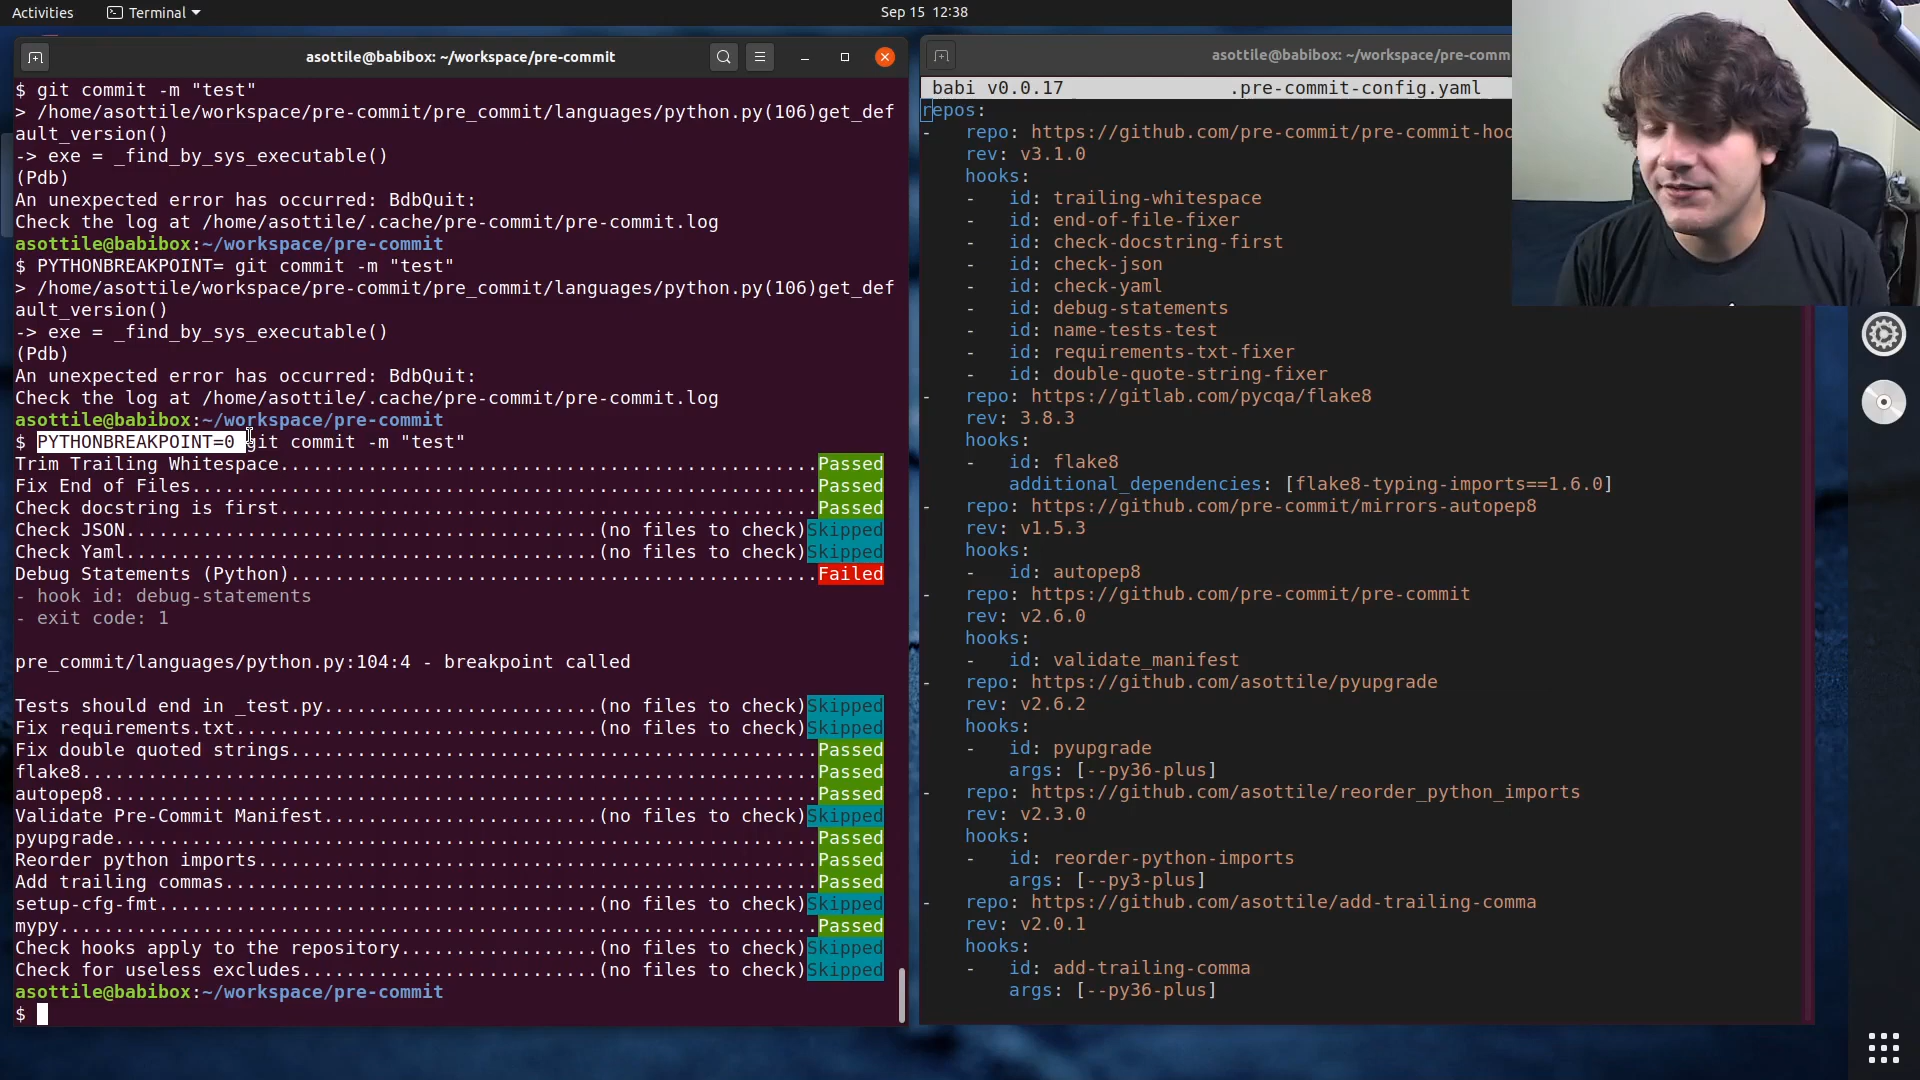 Activities
Terminal
Sep 15 12:38
asottile@babibox: ~/workspace/pre-commit
$ git commit -m "test"
> /home/asottile/workspace/pre-commit/pre_commit/languages/python.py(106)get_def
ault_version()
-> exe = _find_by_sys_executable()
(Pdb)
An unexpected error has occurred: BdbQuit:
Check the log at /home/asottile/.cache/pre-commit/pre-commit.log
asottile@babibox:~/workspace/pre-commit
$ PYTHONBREAKPOINT= git commit -m "test"
> /home/asottile/workspace/pre-commit/pre_commit/languages/python.py(106)get_def
ault_version()
-> exe = _find_by_sys_executable()
(Pdb)
An unexpected error has occurred: BdbQuit:
Check the log at /home/asottile/.cache/pre-commit/pre-commit.log
asottile@babibox:~/workspace/pre-commit
$ PYTHONBREAKPOINT=0 git commit -m "test"
Trim Trailing Whitespace.................................................Passed
Fix End of Files.........................................................Passed
Check docstring is first.................................................Passed
Check JSON...........................................(no files to check)Skipped
Check Yaml...........................................(no files to check)Skipped
Debug Statements (Python)................................................Failed
- hook id: debug-statements
- exit code: 1
pre_commit/languages/python.py:104:4 - breakpoint called
Tests should end in _test.py.........................(no files to check)Skipped
Fix requirements.txt.................................(no files to check)Skipped
Fix double quoted strings................................................Passed
flake8...................................................................Passed
autopep8.................................................................Passed
Validate Pre-Commit Manifest.........................(no files to check)Skipped
pyupgrade................................................................Passed
Reorder python imports...................................................Passed
Add trailing commas......................................................Passed
setup-cfg-fmt........................................(no files to check)Skipped
mypy.....................................................................Passed
Check hooks apply to the repository..................(no files to check)Skipped
Check for useless excludes...........................(no files to check)Skipped
asottile@babibox:~/workspace/pre-commit
$
asottile@babibox: ~/workspace/pre-comm
babi v0.0.17 .pre-commit-config.yaml
repos:
-   repo: https://github.com/pre-commit/pre-commit-hoo
    rev: v3.1.0
    hooks:
    -   id: trailing-whitespace
    -   id: end-of-file-fixer
    -   id: check-docstring-first
    -   id: check-json
    -   id: check-yaml
    -   id: debug-statements
    -   id: name-tests-test
    -   id: requirements-txt-fixer
    -   id: double-quote-string-fixer
-   repo: https://gitlab.com/pycqa/flake8
    rev: 3.8.3
    hooks:
    -   id: flake8
        additional_dependencies: [flake8-typing-imports==1.6.0]
-   repo: https://github.com/pre-commit/mirrors-autopep8
    rev: v1.5.3
    hooks:
    -   id: autopep8
-   repo: https://github.com/pre-commit/pre-commit
    rev: v2.6.0
    hooks:
    -   id: validate_manifest
-   repo: https://github.com/asottile/pyupgrade
    rev: v2.6.2
    hooks:
    -   id: pyupgrade
        args: [--py36-plus]
-   repo: https://github.com/asottile/reorder_python_imports
    rev: v2.3.0
    hooks:
    -   id: reorder-python-imports
        args: [--py3-plus]
-   repo: https://github.com/asottile/add-trailing-comma
    rev: v2.0.1
    hooks:
    -   id: add-trailing-comma
        args: [--py36-plus]